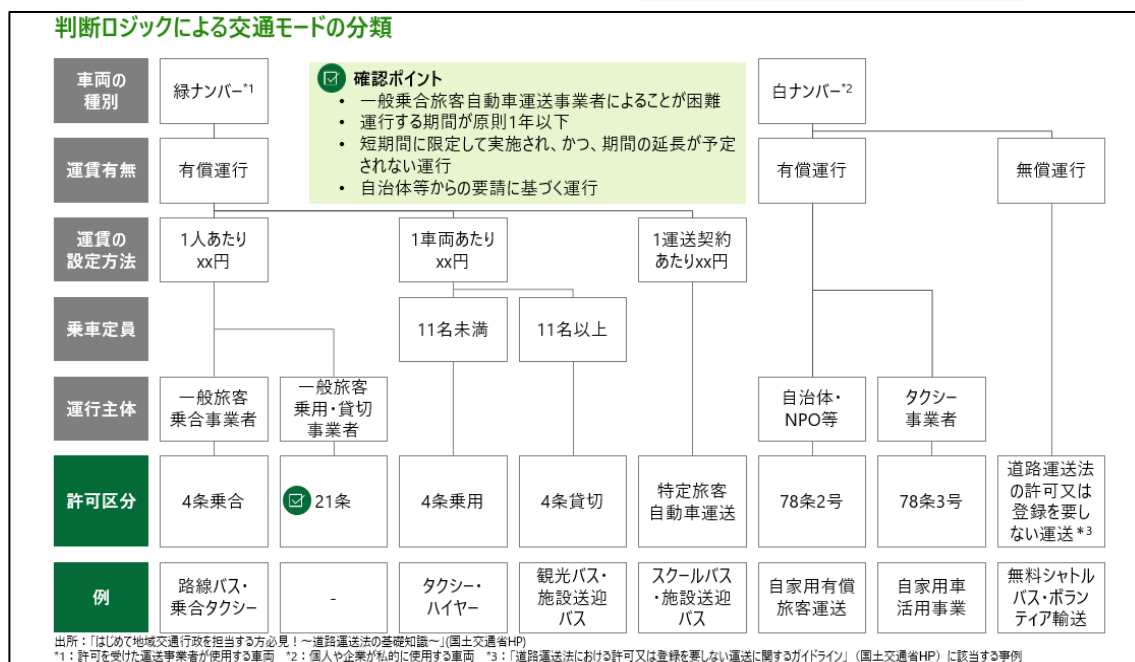 判断ロジックによる交通モードの分類
車両の
種別
緑ナンバー*1
確認ポイント
• 一般乗合旅客自動車運送事業者によることが困難
• 運行する期間が原則1年以下
• 短期間に限定して実施され、かつ、期間の延長が予定
されない運行
• 自治体等からの要請に基づく運行
白ナンバー*2
運賃有無
有償運行
有償運行
無償運行
運賃の
設定方法
1人あたり
xx円
1車両あたり
xx円
1運送契約
あたりxx円
乗車定員
11名未満
11名以上
運行主体
一般旅客
乗合事業者
一般旅客
乗用・貸切
事業者
自治体・
NPO等
タクシー
事業者
許可区分
4条乗合
21条
4条乗用
4条貸切
特定旅客
自動車運送
78条2号
78条3号
道路運送法
の許可又は
登録を要し
ない運送*3
例
路線バス・
乗合タクシー
-
タクシー・
ハイヤー
観光バス・
施設送迎
バス
スクールバス
・施設送迎
バス
自家用有償
旅客運送
自家用車
活用事業
無料シャトル
バス・ボラン
ティア輸送
出所：「はじめて地域交通行政を担当する方必見！～道路運送法の基礎知識～」(国土交通省HP)
*1：許可を受けた運送事業者が使用する車両 *2：個人や企業が私的に使用する車両 *3：「道路運送法における許可又は登録を要しない運送に関するガイドライン」（国土交通省HP）に該当する事例